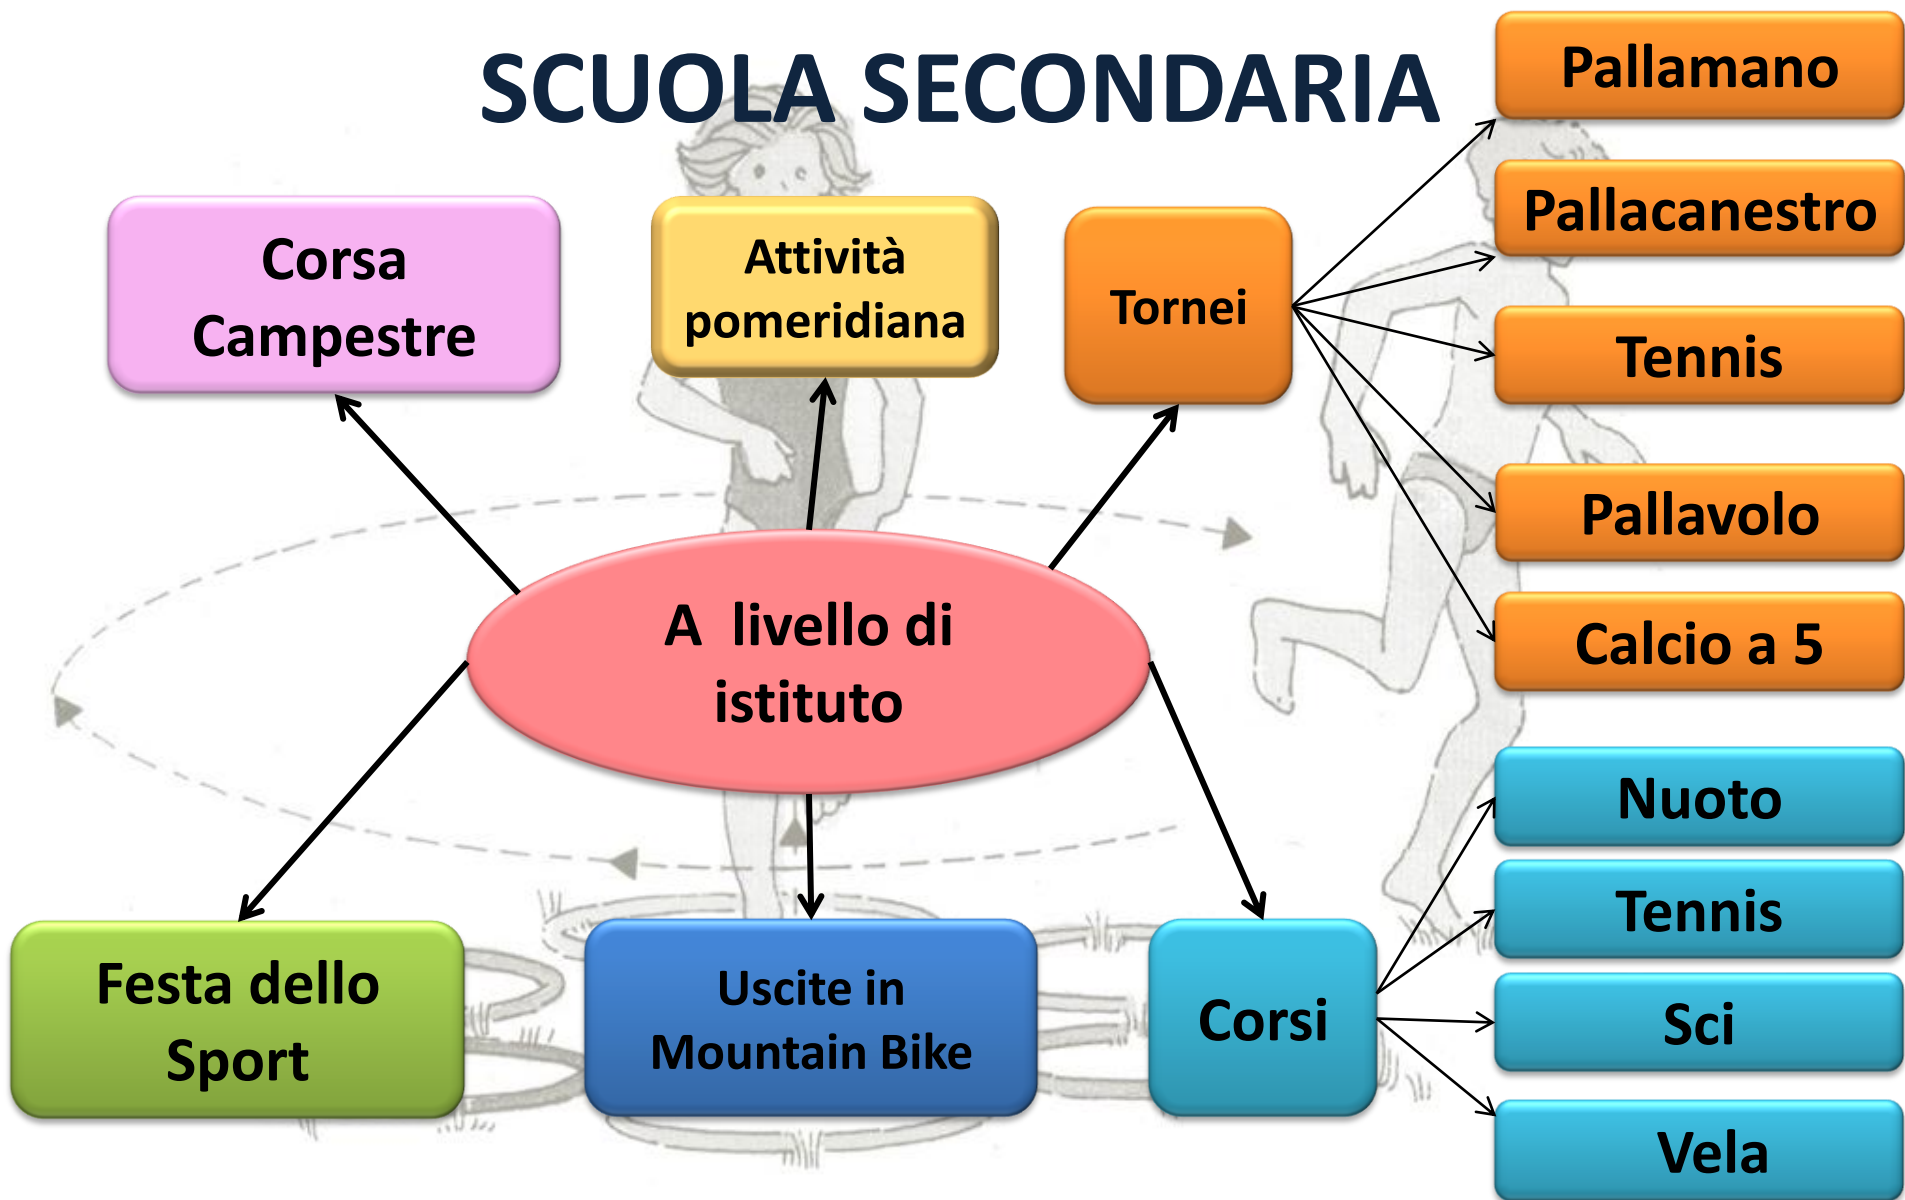 SCUOLA SECONDARIA
Corsa
Campestre
Attività
pomeridiana
Tornei
Pallamano
Pallacanestro
Tennis
Pallavolo
Calcio a 5
A  livello di
istituto
Festa dello
Sport
Uscite in
Mountain Bike
Corsi
Nuoto
Tennis
Sci
Vela